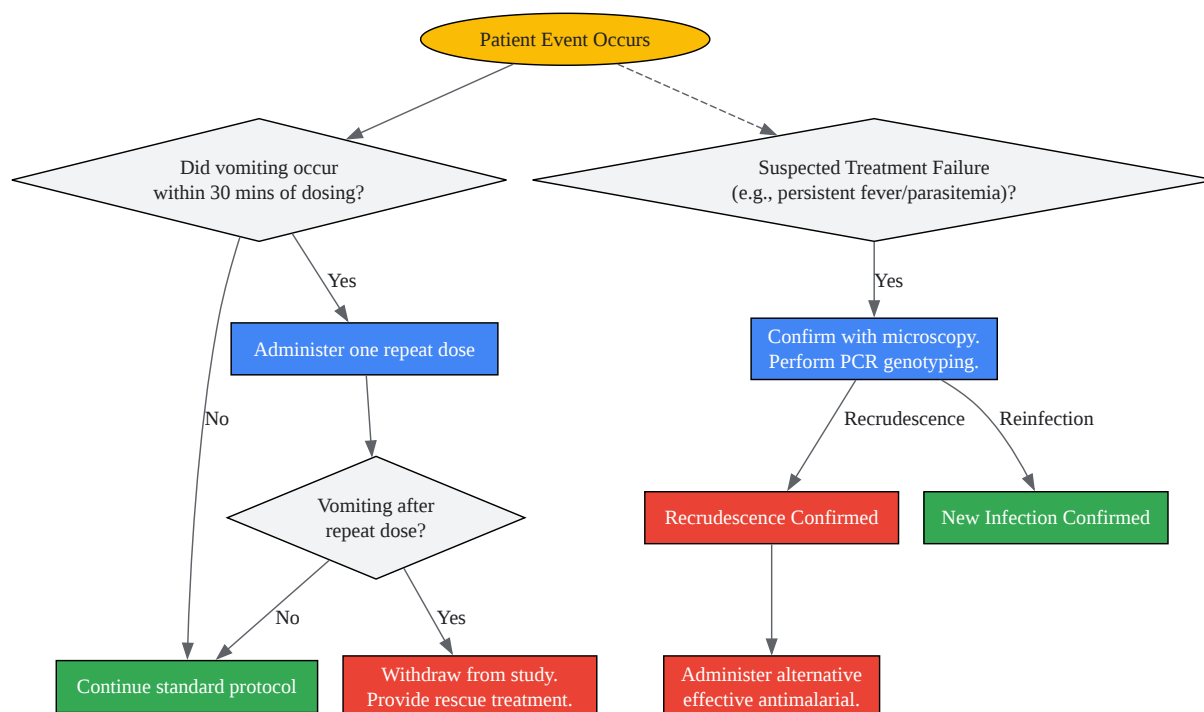 Patient Event Occurs
Did vomiting occur
within 30 mins of dosing?
Suspected Treatment Failure
(e.g., persistent fever/parasitemia)?
Yes
Yes
Administer one repeat dose
Confirm with microscopy.
Perform PCR genotyping.
No
Recrudescence
Reinfection
Vomiting after
repeat dose?
Recrudescence Confirmed
New Infection Confirmed
No
Yes
Continue standard protocol
Withdraw from study.
Provide rescue treatment.
Administer alternative
effective antimalarial.